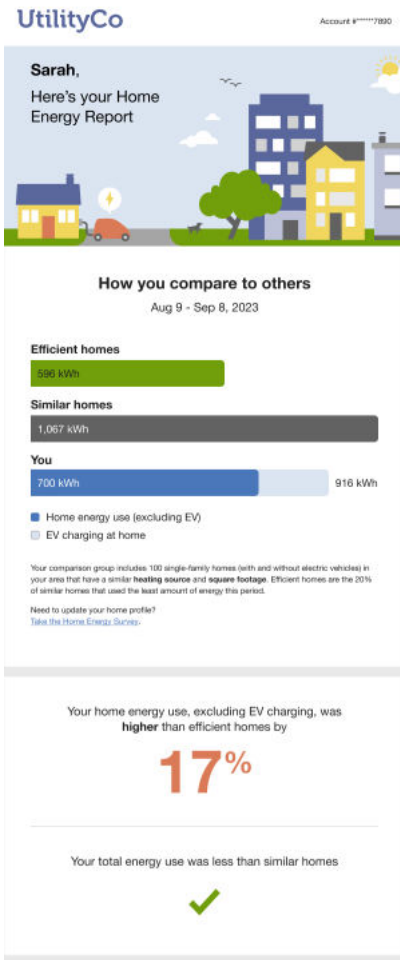 UtilityCo
Account #******7890
Sarah,
Here's your Home
Energy Report
How you compare to others
Aug 9 - Sep 8, 2023
Efficient homes
596 kWh
Similar homes
1,067 kWh
You
700 kWh
916 kWh
Home energy use (excluding EV)
EV charging at home
Your comparison group includes 100 single-family homes (with and without electric vehicles) in
your area that have a similar heating source and square footage. Efficient homes are the 20%
of similar homes that used the least amount of energy this period.
Need to update your home profile?
Take the Home Energy Survey.
Your home energy use, excluding EV charging, was
higher than efficient homes by
17%
Your total energy use was less than similar homes